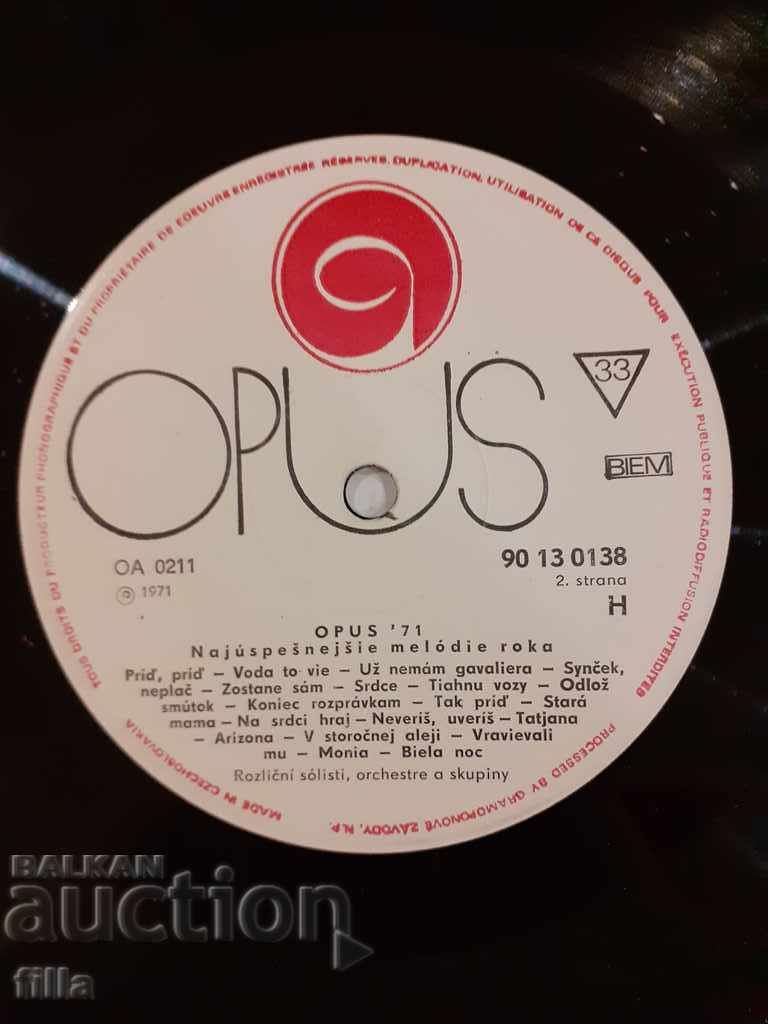 TOUS DROITS DU PRODUCTEUR PHONOGRAPHIQUE ET DU PROPRIÉTAIRE DE L'OEUVRE ENREGISTRÉE RÉSERVÉS. DUPLICATION, UTILISATION DE CE DISQUE POUR EXÉCUTION PUBLIQUE ET RADIODIFFUSION INTERDITES
OPUS
33
BIEM
OA 0211
℗ 1971
90 13 0138
2. strana
H
OPUS '71
Najúspešnejšie melódie roka
Príď, príď – Voda to vie – Už nemám gavaliera – Synček,
neplač – Zostane sám – Srdce – Tiahnu vozy – Odlož
smútok – Koniec rozprávkam – Tak príď – Stará
mama – Na srdci hraj – Neveríš, uveríš – Tatjana
– Arizona – V storočnej aleji – Vravievali
mu – Monia – Biela noc
Rozliční sólisti, orchestre a skupiny
MADE IN CZECHOSLOVAKIA
PROCESSED BY GRAMOFONOVÉ ZÁVODY, N.P.
BALKAN
auction
filla